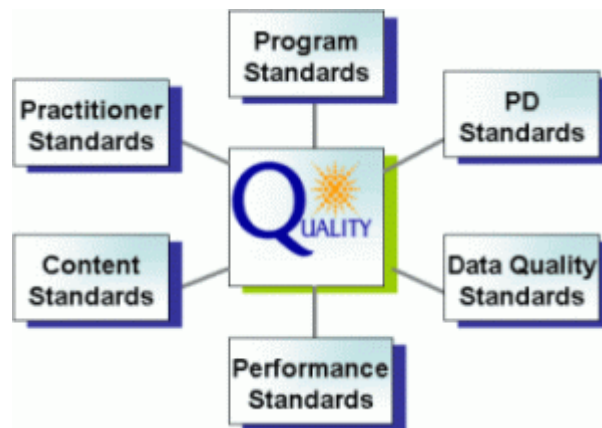 Program
Standards
Practitioner
Standards
PD
Standards
QUALITY
Content
Standards
Data Quality
Standards
Performance
Standards